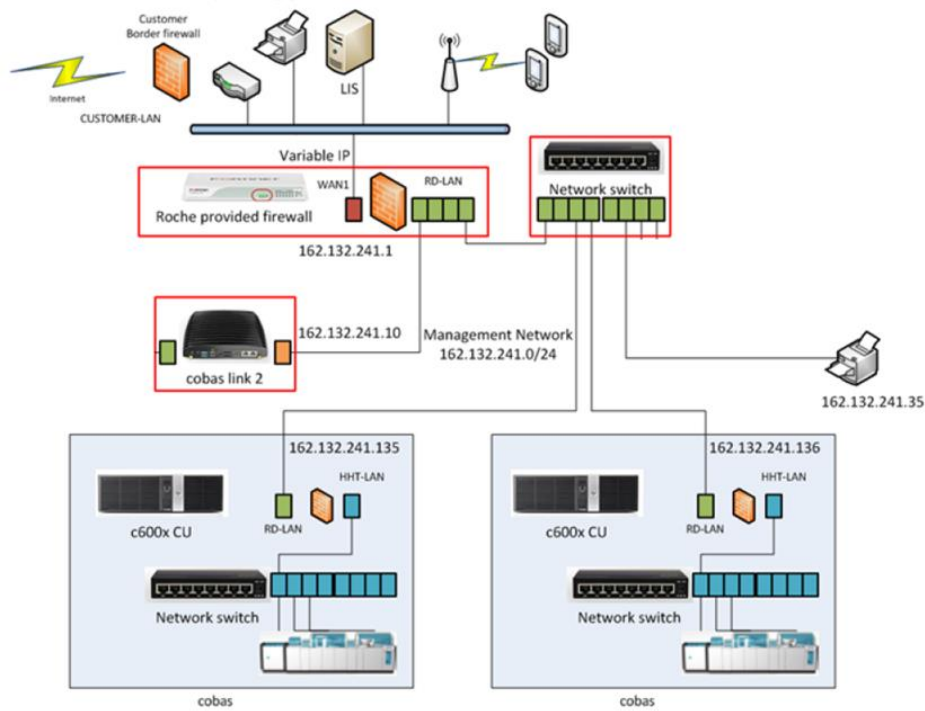 Customer
Border firewall
Internet
LIS
CUSTOMER-LAN
Variable IP
WAN1
RD-LAN
Roche provided firewall
Network switch
162.132.241.1
162.132.241.10
cobas link 2
Management Network
162.132.241.0/24
162.132.241.35
162.132.241.135
HHT-LAN
c600x CU
RD-LAN
Network switch
cobas
162.132.241.136
HHT-LAN
c600x CU
RD-LAN
Network switch
cobas